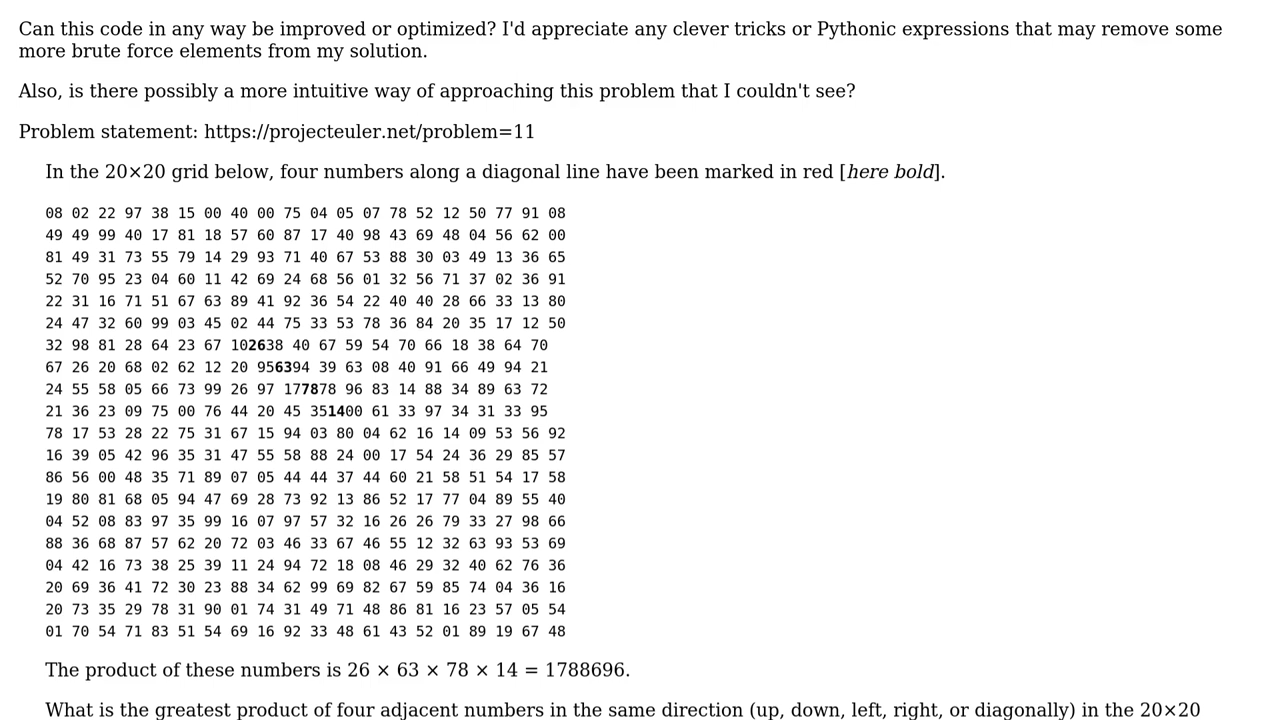 Can this code in any way be improved or optimized? I'd appreciate any clever tricks or Pythonic expressions that may remove some
more brute force elements from my solution.
Also, is there possibly a more intuitive way of approaching this problem that I couldn't see?
Problem statement: https://projecteuler.net/problem=11
In the 20×20 grid below, four numbers along a diagonal line have been marked in red [here bold].
08 02 22 97 38 15 00 40 00 75 04 05 07 78 52 12 50 77 91 08
49 49 99 40 17 81 18 57 60 87 17 40 98 43 69 48 04 56 62 00
81 49 31 73 55 79 14 29 93 71 40 67 53 88 30 03 49 13 36 65
52 70 95 23 04 60 11 42 69 24 68 56 01 32 56 71 37 02 36 91
22 31 16 71 51 67 63 89 41 92 36 54 22 40 40 28 66 33 13 80
24 47 32 60 99 03 45 02 44 75 33 53 78 36 84 20 35 17 12 50
32 98 81 28 64 23 67 102638 40 67 59 54 70 66 18 38 64 70
67 26 20 68 02 62 12 20 956394 39 63 08 40 91 66 49 94 21
24 55 58 05 66 73 99 26 97 177878 96 83 14 88 34 89 63 72
21 36 23 09 75 00 76 44 20 45 351400 61 33 97 34 31 33 95
78 17 53 28 22 75 31 67 15 94 03 80 04 62 16 14 09 53 56 92
16 39 05 42 96 35 31 47 55 58 88 24 00 17 54 24 36 29 85 57
86 56 00 48 35 71 89 07 05 44 44 37 44 60 21 58 51 54 17 58
19 80 81 68 05 94 47 69 28 73 92 13 86 52 17 77 04 89 55 40
04 52 08 83 97 35 99 16 07 97 57 32 16 26 26 79 33 27 98 66
88 36 68 87 57 62 20 72 03 46 33 67 46 55 12 32 63 93 53 69
04 42 16 73 38 25 39 11 24 94 72 18 08 46 29 32 40 62 76 36
20 69 36 41 72 30 23 88 34 62 99 69 82 67 59 85 74 04 36 16
20 73 35 29 78 31 90 01 74 31 49 71 48 86 81 16 23 57 05 54
01 70 54 71 83 51 54 69 16 92 33 48 61 43 52 01 89 19 67 48
The product of these numbers is 26 × 63 × 78 × 14 = 1788696.
What is the greatest product of four adjacent numbers in the same direction (up, down, left, right, or diagonally) in the 20×20